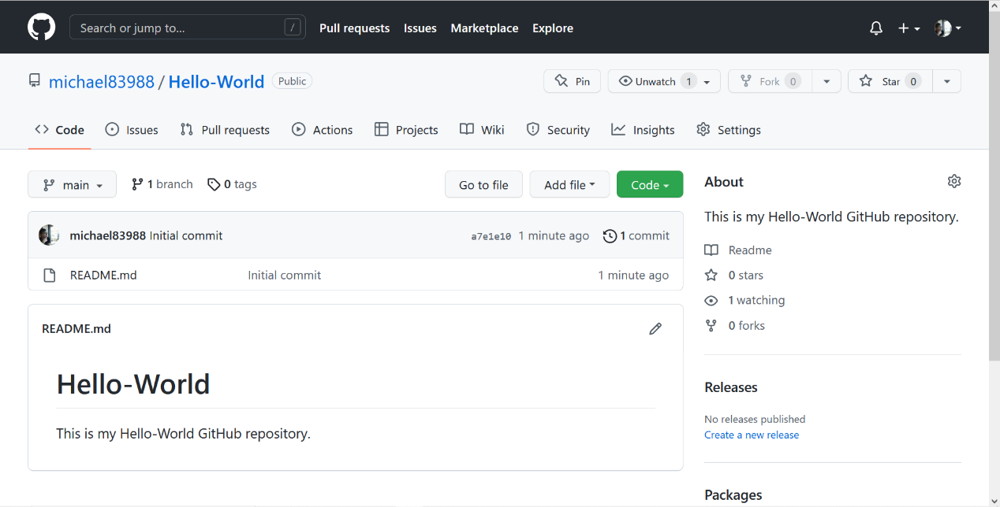 Search or jump to... /
Pull requests Issues Marketplace Explore
michael83988 / Hello-World Public
Pin Unwatch 1 Fork 0 Star 0
Code Issues Pull requests Actions Projects Wiki Security Insights Settings
main 1 branch 0 tags Go to file Add file Code
michael83988 Initial commit a7e1e10 1 minute ago 1 commit
README.md Initial commit 1 minute ago
README.md
Hello-World
This is my Hello-World GitHub repository.
About
This is my Hello-World GitHub repository.
Readme
0 stars
1 watching
0 forks
Releases
No releases published
Create a new release
Packages